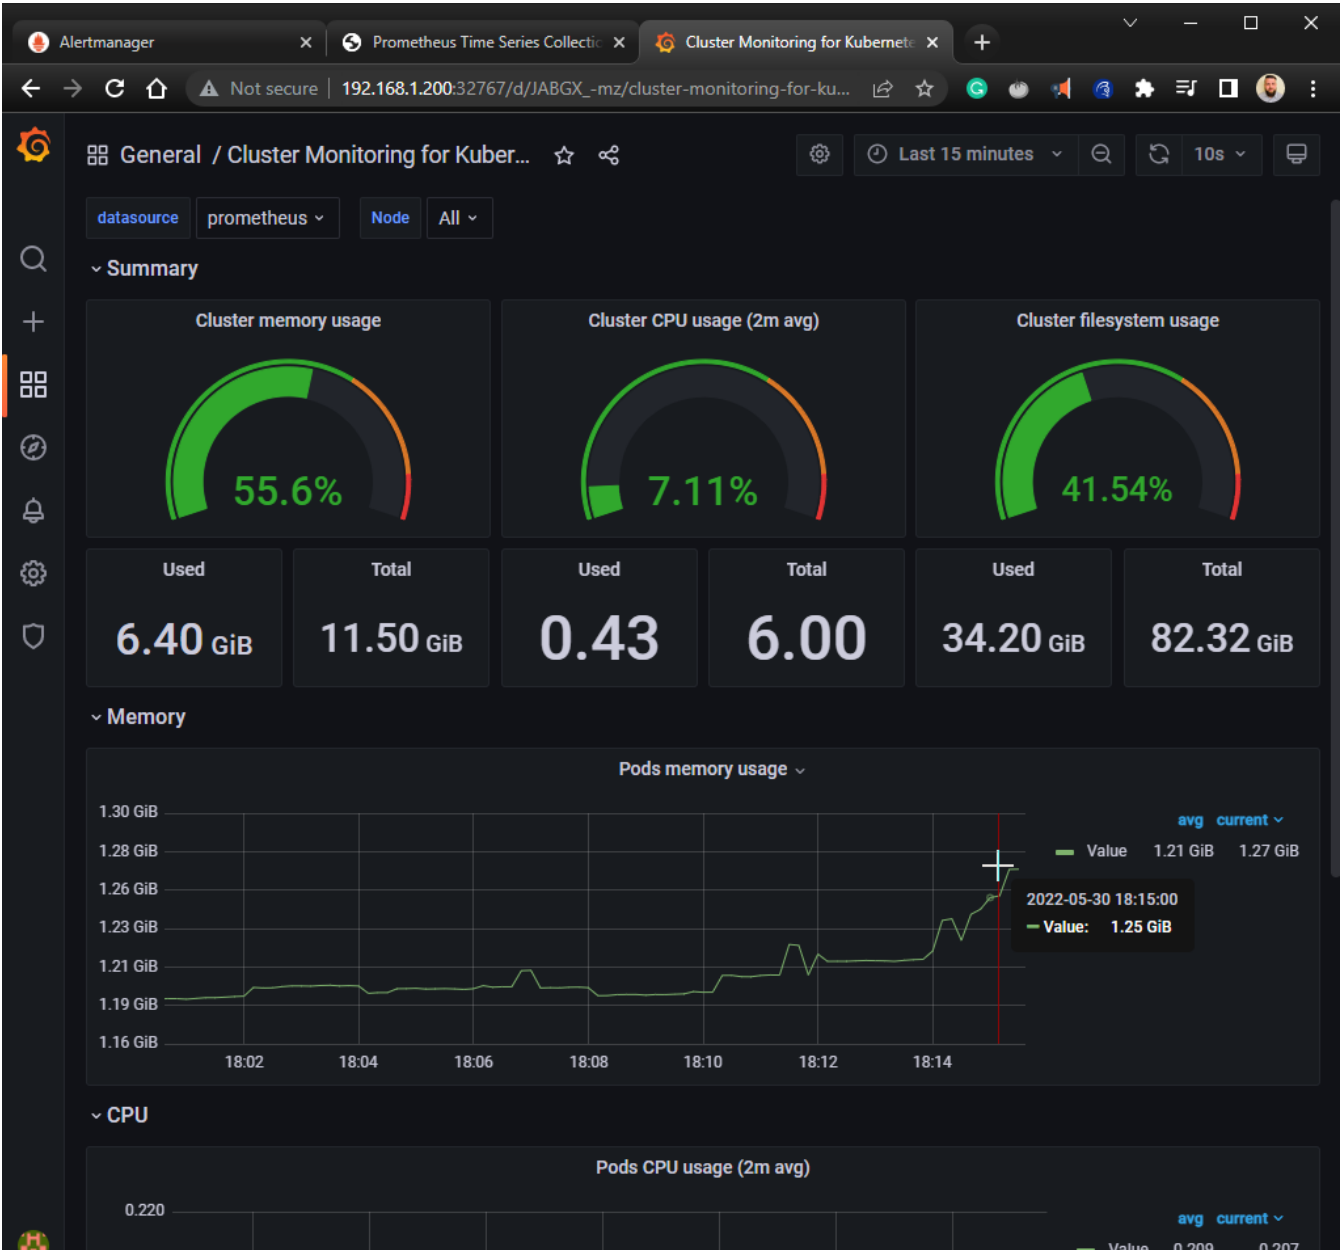 Alertmanager
Prometheus Time Series Collectio
Cluster Monitoring for Kubernete
Not secure
192.168.1.200:32767/d/JABGX_-mz/cluster-monitoring-for-ku...
General / Cluster Monitoring for Kuber...
Last 15 minutes
10s
datasource prometheus
Node All
Summary
Cluster memory usage
Cluster CPU usage (2m avg)
Cluster filesystem usage
55.6%
7.11%
41.54%
Used Total Used Total Used Total
6.40 GiB 11.50 GiB 0.43 6.00 34.20 GiB 82.32 GiB
Memory
Pods memory usage
1.30 GiB
1.28 GiB
1.26 GiB
1.23 GiB
1.21 GiB
1.19 GiB
1.16 GiB
18:02 18:04 18:06 18:08 18:10 18:12 18:14
avg current
Value 1.21 GiB 1.27 GiB
2022-05-30 18:15:00
Value: 1.25 GiB
CPU
Pods CPU usage (2m avg)
0.220
avg current
Value 0.209 0.207